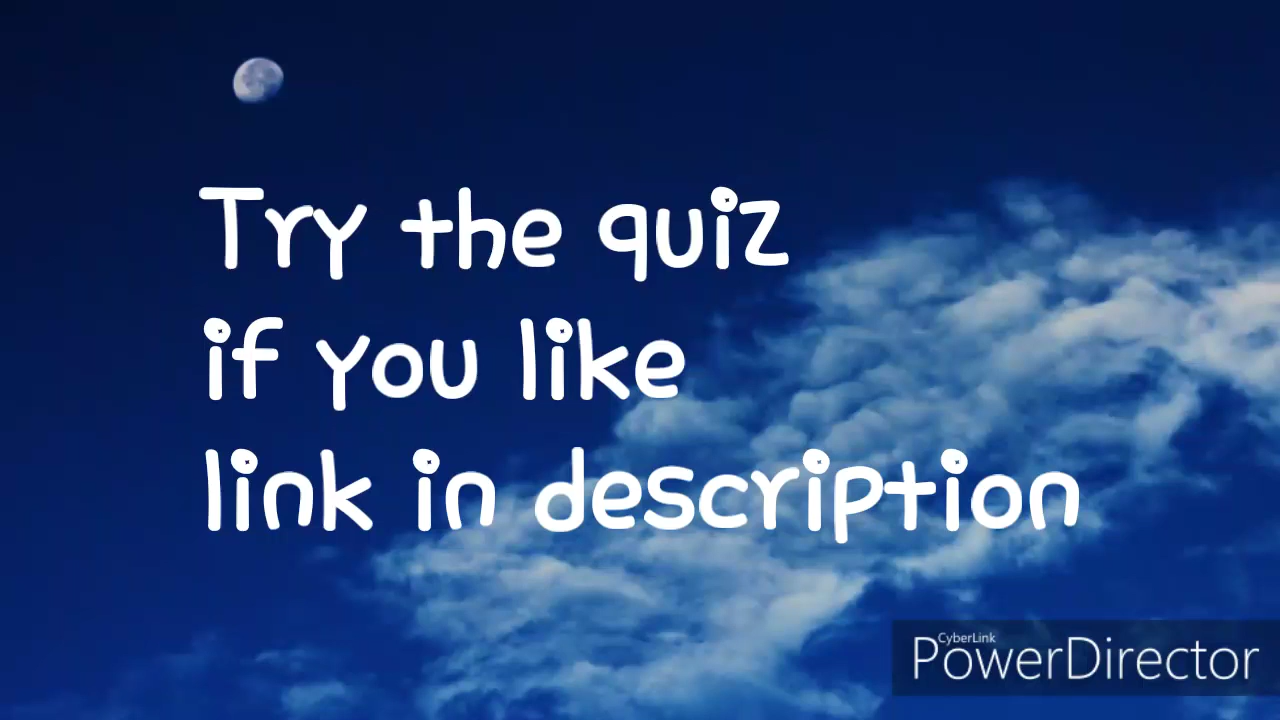 Try the quiz
if you like
link in description
CyberLink
PowerDirector